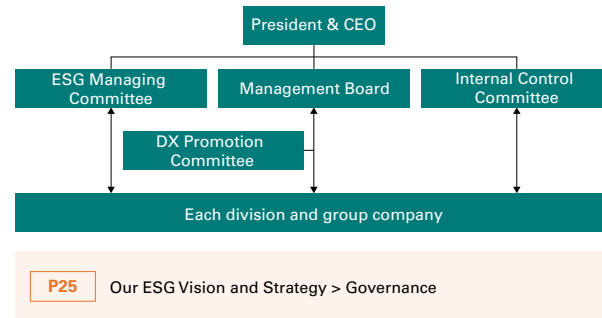 President & CEO
ESG Managing
Committee
Management Board
Internal Control
Committee
DX Promotion
Committee
Each division and group company
P25
Our ESG Vision and Strategy > Governance